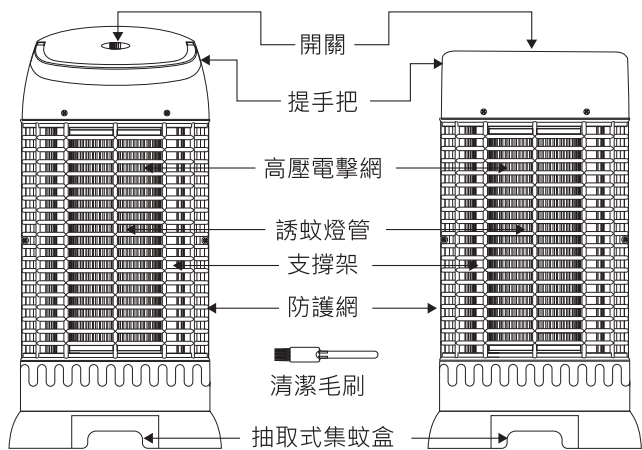 開關
提手把
高壓電擊網
誘蚊燈管
支撐架
防護網
清潔毛刷
抽取式集蚊盒